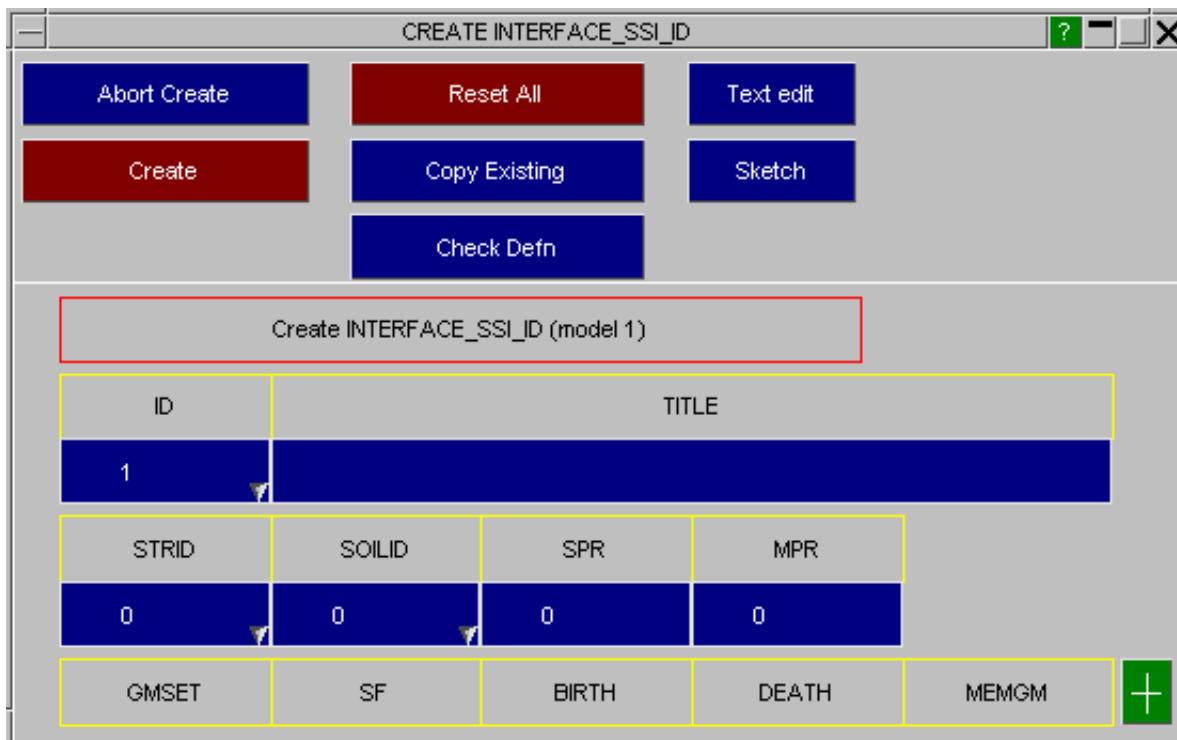 CREATE INTERFACE_SSI_ID ?
Abort Create Reset All Text edit
Create Copy Existing Sketch
Check Defn
Create INTERFACE_SSI_ID (model 1)
ID TITLE
1
STRID SOILID SPR MPR
0 0 0 0
GMSET SF BIRTH DEATH MEMGM +